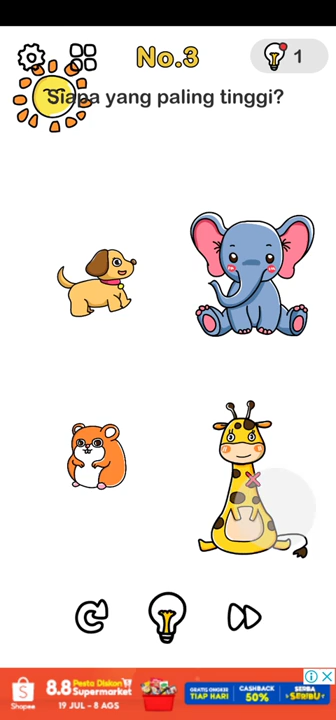 No.3
1
Siapa yang paling tinggi?
Shopee
8.8 Pesta Diskon
Supermarket
19 JUL - 8 AGS
GRATIS ONGKIR
TIAP HARI
CASHBACK
50%
SERBA
SERIBU